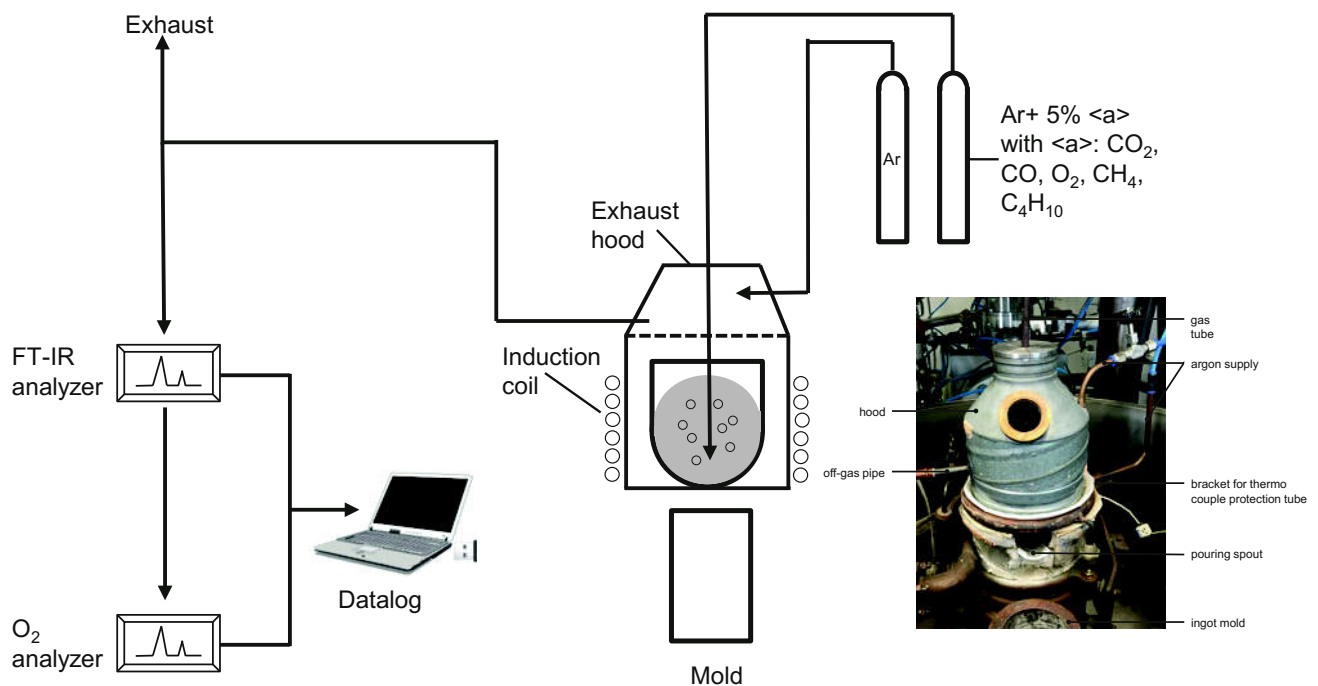 Exhaust
Ar+ 5% <a>
with <a>: CO₂,
CO, O₂, CH₄,
C₄H₁₀
Ar
Exhaust
hood
Induction
coil
FT-IR
analyzer
O₂
analyzer
Datalog
Mold
gas
tube
argon supply
hood
off-gas pipe
bracket for thermo
couple protection tube
pouring spout
ingot mold